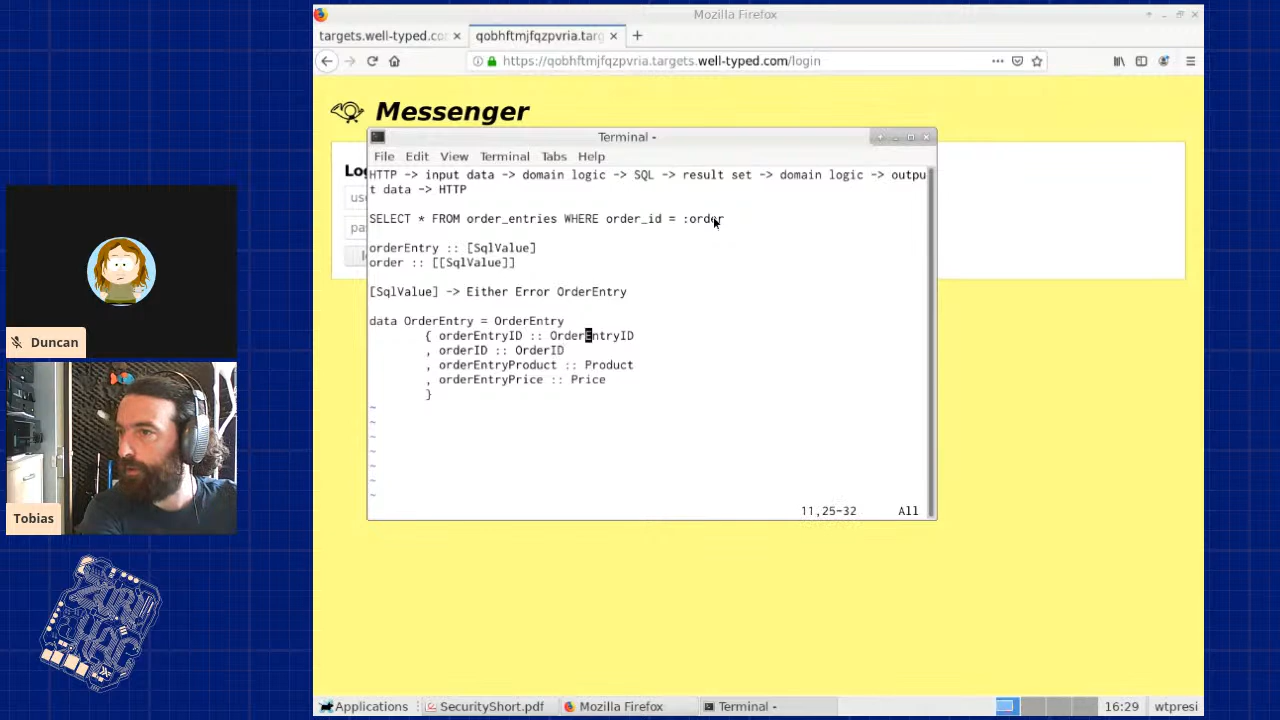 Mozilla Firefox
targets.well-typed.co
qobhftmjfqzpvria.targ
https://qobhftmjfqzpvria.targets.well-typed.com/login
Messenger
Terminal -
File Edit View Terminal Tabs Help
HTTP -> input data -> domain logic -> SQL -> result set -> domain logic -> outpu
t data -> HTTP
SELECT * FROM order_entries WHERE order_id = :order
orderEntry :: [SqlValue]
order :: [[SqlValue]]
[SqlValue] -> Either Error OrderEntry
data OrderEntry = OrderEntry
{ orderEntryID :: OrderEntryID
, orderID :: OrderID
, orderEntryProduct :: Product
, orderEntryPrice :: Price
}
~
~
~
~
~
~
~
11,25-32 All
Duncan
Tobias
ZURI
HAC
Applications SecurityShort.pdf Mozilla Firefox Terminal - 16:29 wtpresi